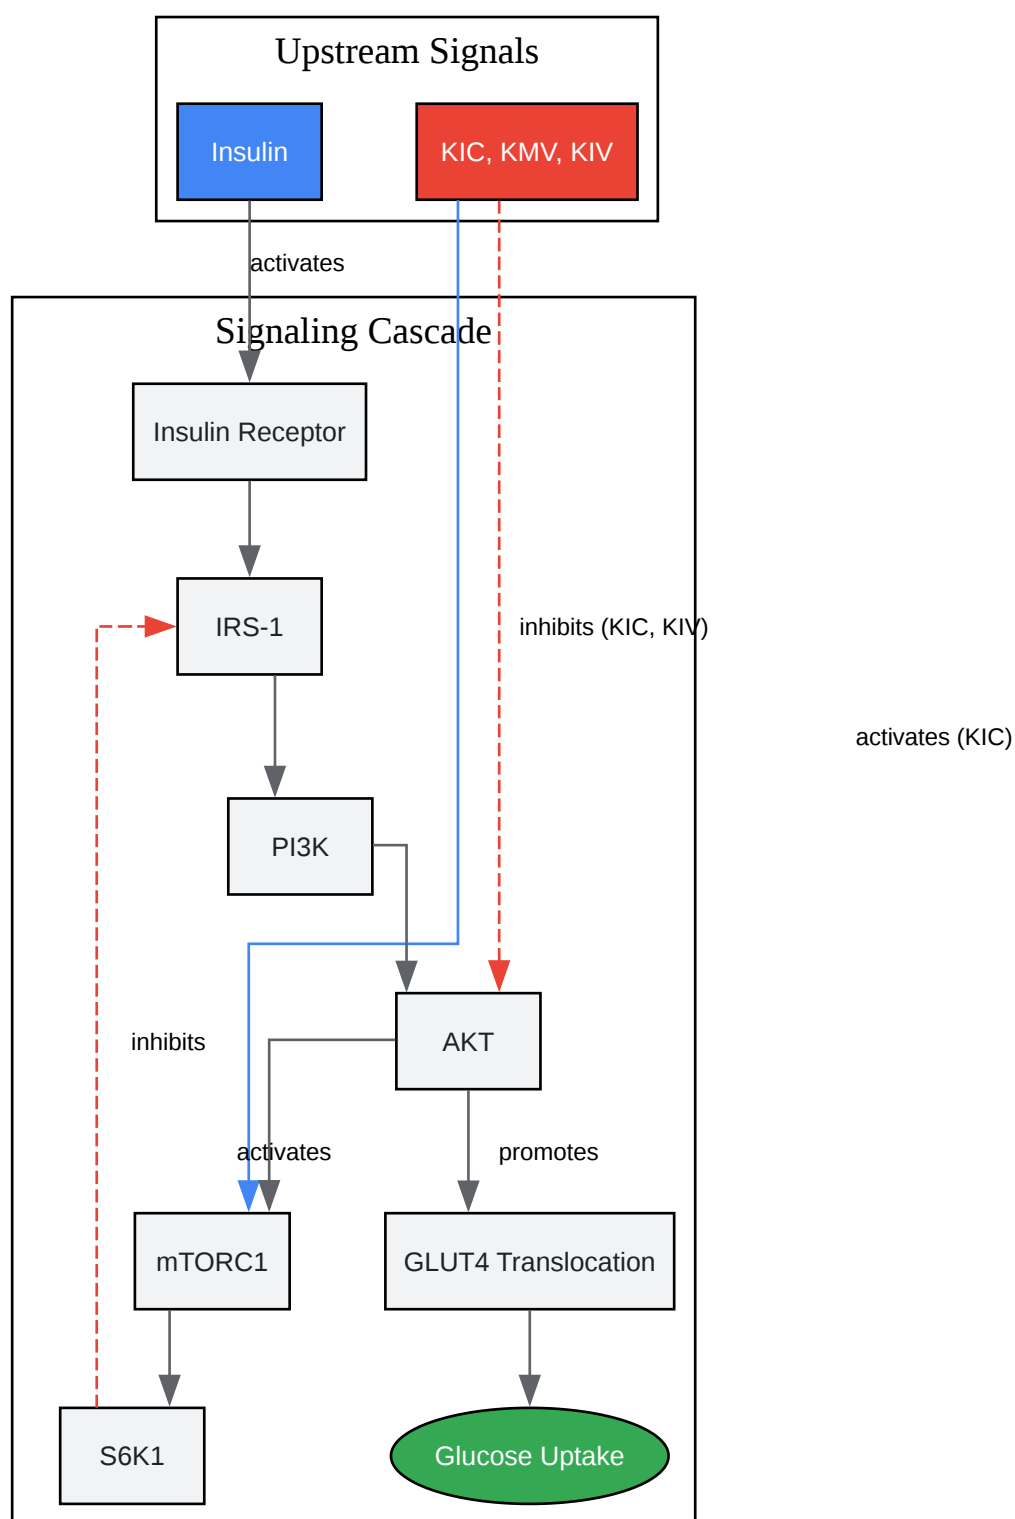 Upstream Signals
Insulin
KIC, KMV, KIV
activates
Signaling Cascade
Insulin Receptor
IRS-1
inhibits (KIC, KIV)
activates (KIC)
PI3K
inhibits
AKT
activates
promotes
mTORC1
GLUT4 Translocation
S6K1
Glucose Uptake